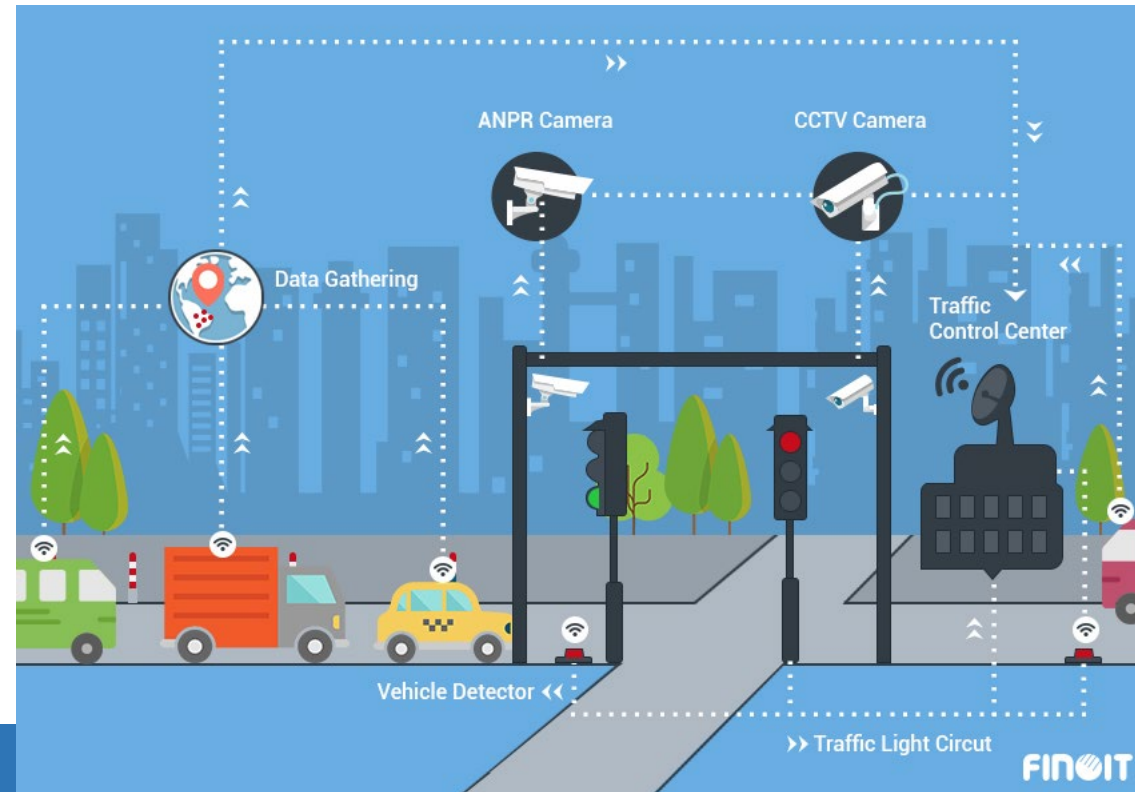 ANPR Camera
CCTV Camera
Data Gathering
Traffic
Control Center
Vehicle Detector
Traffic Light Circut
FINOIT